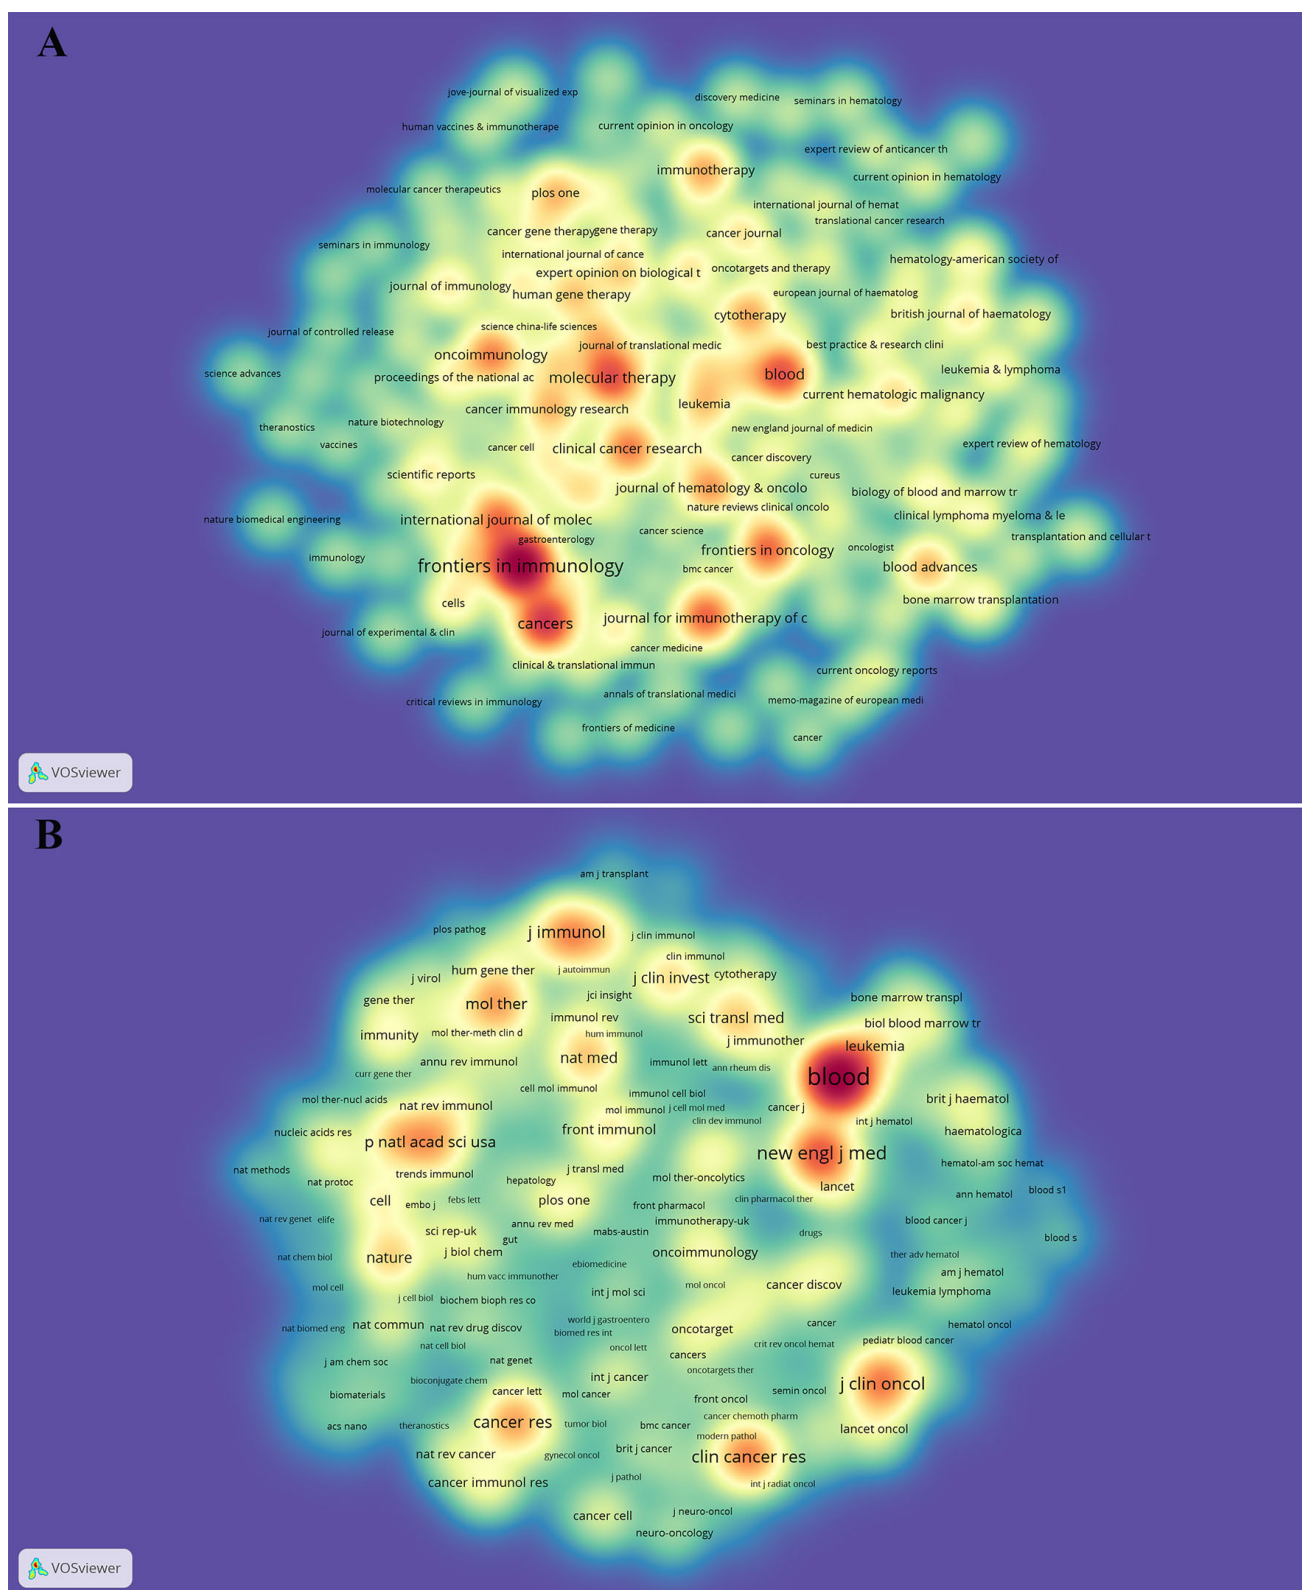 A
jove-journal of visualized exp
discovery medicine
seminars in hematology
human vaccines & immunotherape
current opinion in oncology
expert review of anticancer th
immunotherapy
current opinion in hematology
molecular cancer therapeutics
plos one
international journal of hemat
translational cancer research
cancer gene therapy
gene therapy
cancer journal
seminars in immunology
international journal of cance
hematology-american society of
expert opinion on biological t
oncotargets and therapy
journal of immunology
human gene therapy
european journal of haematolog
cytotherapy
british journal of haematology
science china-life sciences
journal of controlled release
journal of translational medic
best practice & research clini
oncoimmunology
science advances
proceedings of the national ac
molecular therapy
blood
leukemia & lymphoma
current hematologic malignancy
cancer immunology research
leukemia
theranostics
nature biotechnology
new england journal of medicin
vaccines
cancer cell
clinical cancer research
expert review of hematology
cancer discovery
scientific reports
cureus
journal of hematology & oncolo
biology of blood and marrow tr
nature reviews clinical oncolo
nature biomedical engineering
international journal of molec
clinical lymphoma myeloma & le
cancer science
transplantation and cellular t
gastroenterology
immunology
frontiers in oncology
oncologist
frontiers in immunology
bmc cancer
blood advances
cells
bone marrow transplantation
cancers
journal for immunotherapy of c
journal of experimental & clin
cancer medicine
clinical & translational immun
current oncology reports
annals of translational medici
critical reviews in immunology
memo-magazine of european medi
frontiers of medicine
cancer
VOSviewer
B
am j transplant
plos pathog
j immunol
j clin immunol
clin immunol
hum gene ther
j autoimmun
j virol
j clin invest
cytotherapy
gene ther
mol ther
jci insight
bone marrow transpl
immunol rev
sci transl med
biol blood marrow tr
immunity
mol ther-meth clin d
hum immunol
j immunother
leukemia
annu rev immunol
nat med
immunol lett
ann rheum dis
curr gene ther
blood
cell mol immunol
immunol cell biol
mol ther-nucl acids
nat rev immunol
mol immunol
j cell mol med
cancer j
brit j haematol
clin dev immunol
int j hematol
nucleic acids res
p natl acad sci usa
front immunol
haematologica
new engl j med
nat methods
trends immunol
j transl med
mol ther-oncolytics
hematol-am soc hemat
nat protoc
hepatology
lancet
ann hematol
blood s1
cell
embo j
febs lett
plos one
front pharmacol
clin pharmacol ther
nat rev genet
elife
sci rep-uk
annu rev med
mabs-austin
immunotherapy-uk
drugs
blood cancer j
blood s
gut
nat chem biol
nature
j biol chem
oncoimmunology
ther adv hematol
ebiomedicine
hum vacc immunother
am j hematol
mol cell
int j mol sci
mol oncol
cancer discov
leukemia lymphoma
j cell biol
biochem bioph res co
nat biomed eng
nat commun
nat rev drug discov
world j gastroentero
biomed res int
oncotarget
cancer
hematol oncol
nat cell biol
oncol lett
crit rev oncol hemat
pediatr blood cancer
j am chem soc
nat genet
cancers
bioconjugate chem
int j cancer
oncotargets ther
j clin oncol
biomaterials
cancer lett
mol cancer
front oncol
semin oncol
acs nano
theranostics
cancer res
tumor biol
bmc cancer
cancer chemoth pharm
lancet oncol
modern pathol
nat rev cancer
gynecol oncol
brit j cancer
clin cancer res
cancer immunol res
j pathol
int j radiat oncol
cancer cell
j neuro-oncol
neuro-oncology
VOSviewer